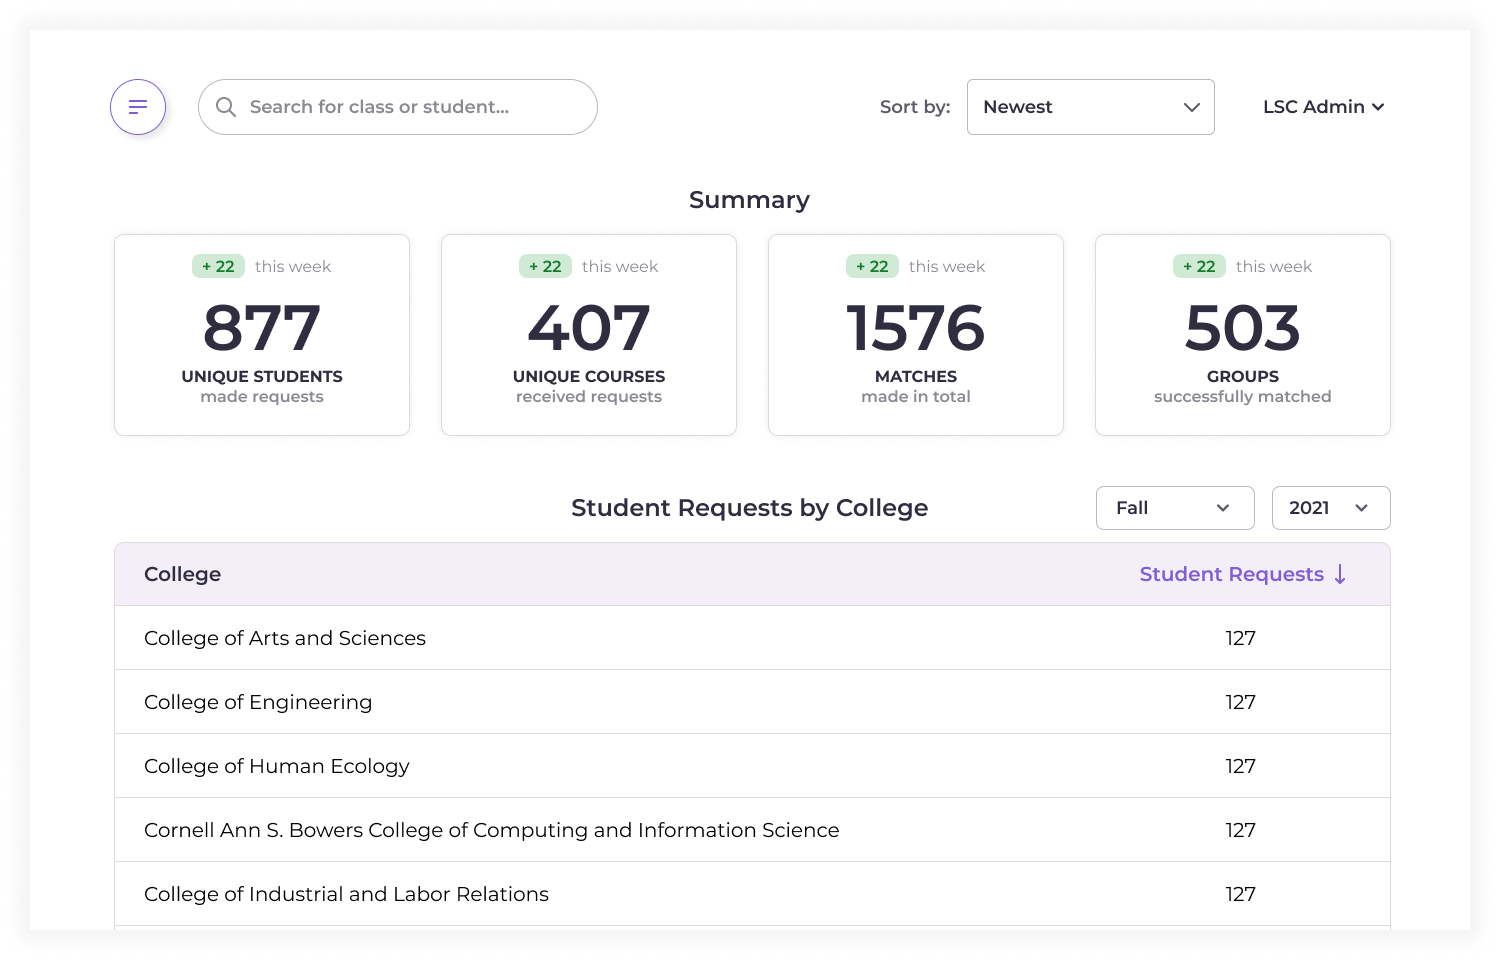 Search for class or student...
Sort by:
Newest
LSC Admin
Summary
+ 22 this week
877
UNIQUE STUDENTS
made requests
+ 22 this week
407
UNIQUE COURSES
received requests
+ 22 this week
1576
MATCHES
made in total
+ 22 this week
503
GROUPS
successfully matched
Student Requests by College
Fall
2021
College Student Requests ↓
College of Arts and Sciences 127
College of Engineering 127
College of Human Ecology 127
Cornell Ann S. Bowers College of Computing and Information Science 127
College of Industrial and Labor Relations 127